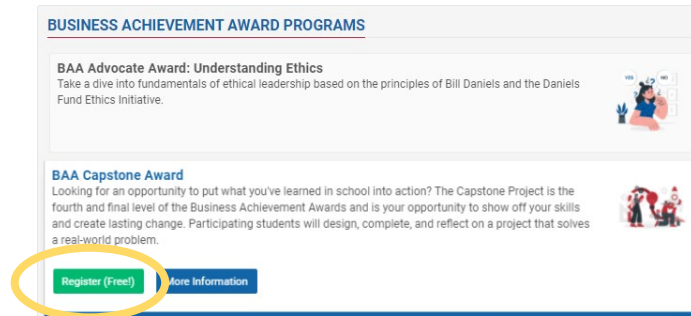 BUSINESS ACHIEVEMENT AWARD PROGRAMS
BAA Advocate Award: Understanding Ethics
Take a dive into fundamentals of ethical leadership based on the principles of Bill Daniels and the Daniels
Fund Ethics Initiative.
YES
NO
BAA Capstone Award
Looking for an opportunity to put what you've learned in school into action? The Capstone Project is the
fourth and final level of the Business Achievement Awards and is your opportunity to show off your skills
and create lasting change. Participating students will design, complete, and reflect on a project that solves
a real-world problem.
Register (Free!)
More Information